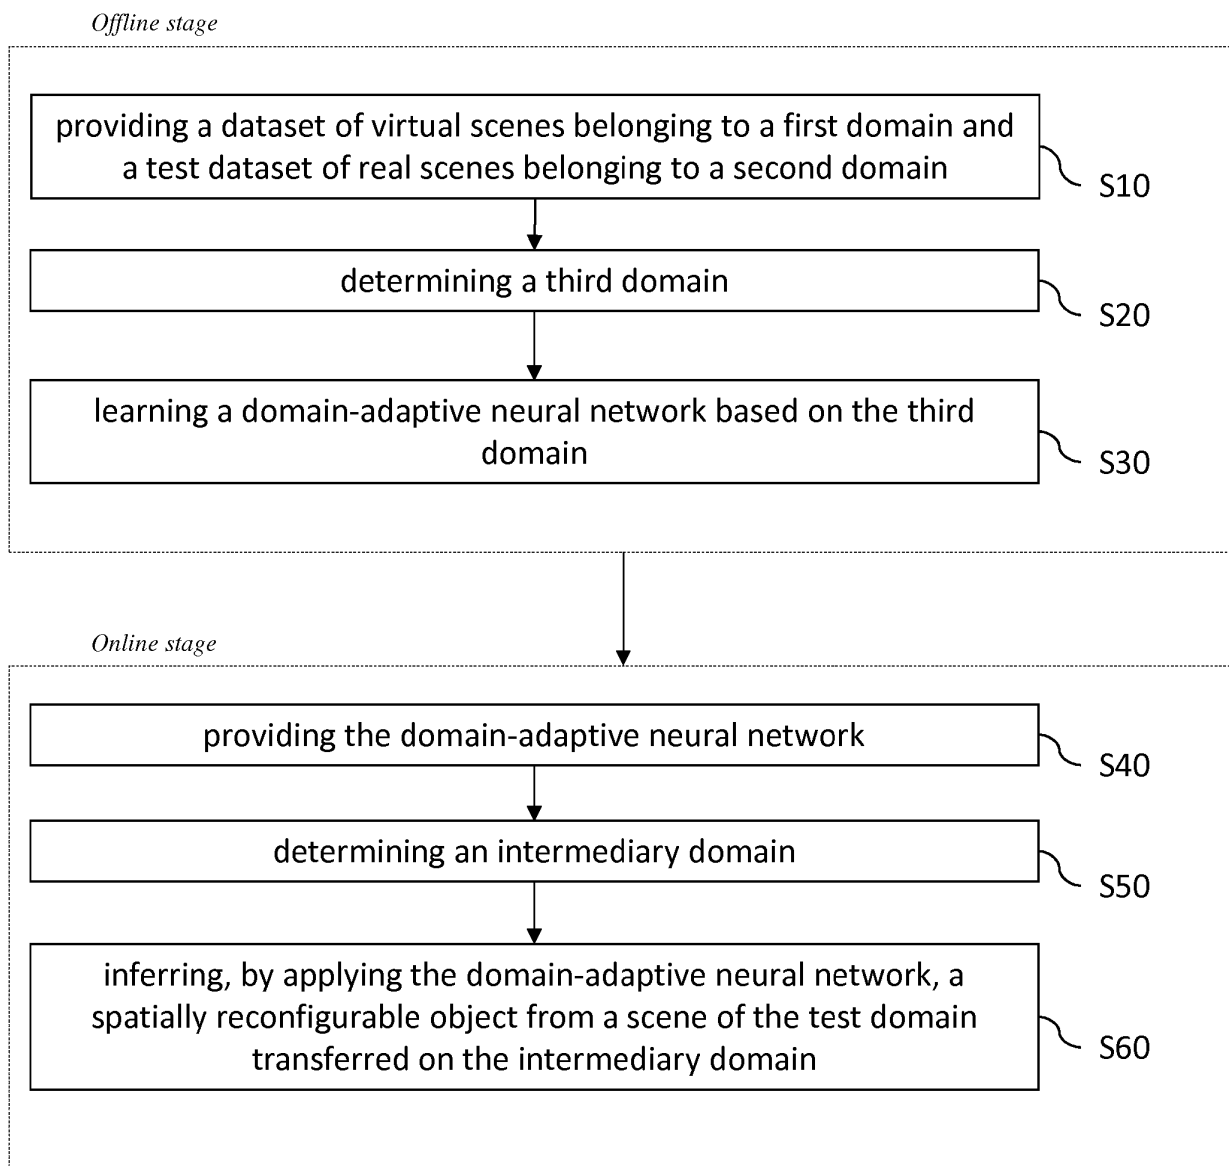 Offline stage
providing a dataset of virtual scenes belonging to a first domain and
a test dataset of real scenes belonging to a second domain
S10
determining a third domain
S20
learning a domain-adaptive neural network based on the third
domain
S30
Online stage
providing the domain-adaptive neural network
S40
determining an intermediary domain
S50
inferring, by applying the domain-adaptive neural network, a
spatially reconfigurable object from a scene of the test domain
transferred on the intermediary domain
S60